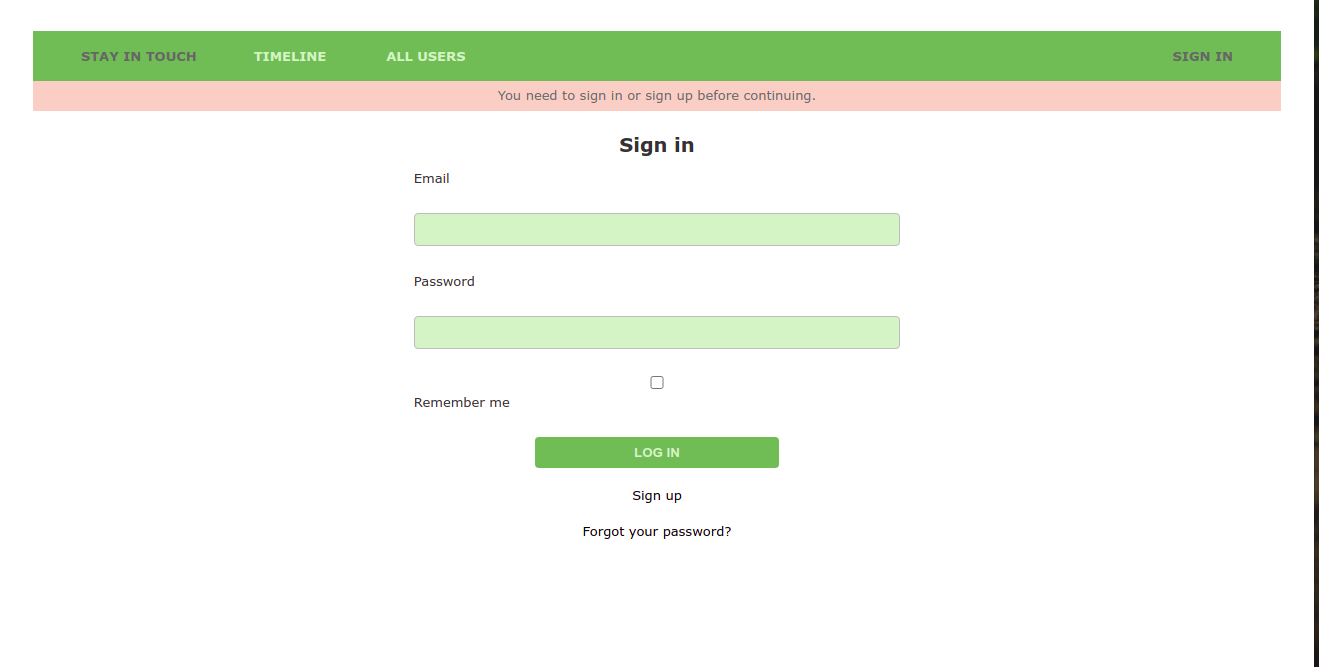 STAY IN TOUCH TIMELINE ALL USERS SIGN IN
You need to sign in or sign up before continuing.
Sign in
Email
Password
Remember me
LOG IN
Sign up
Forgot your password?